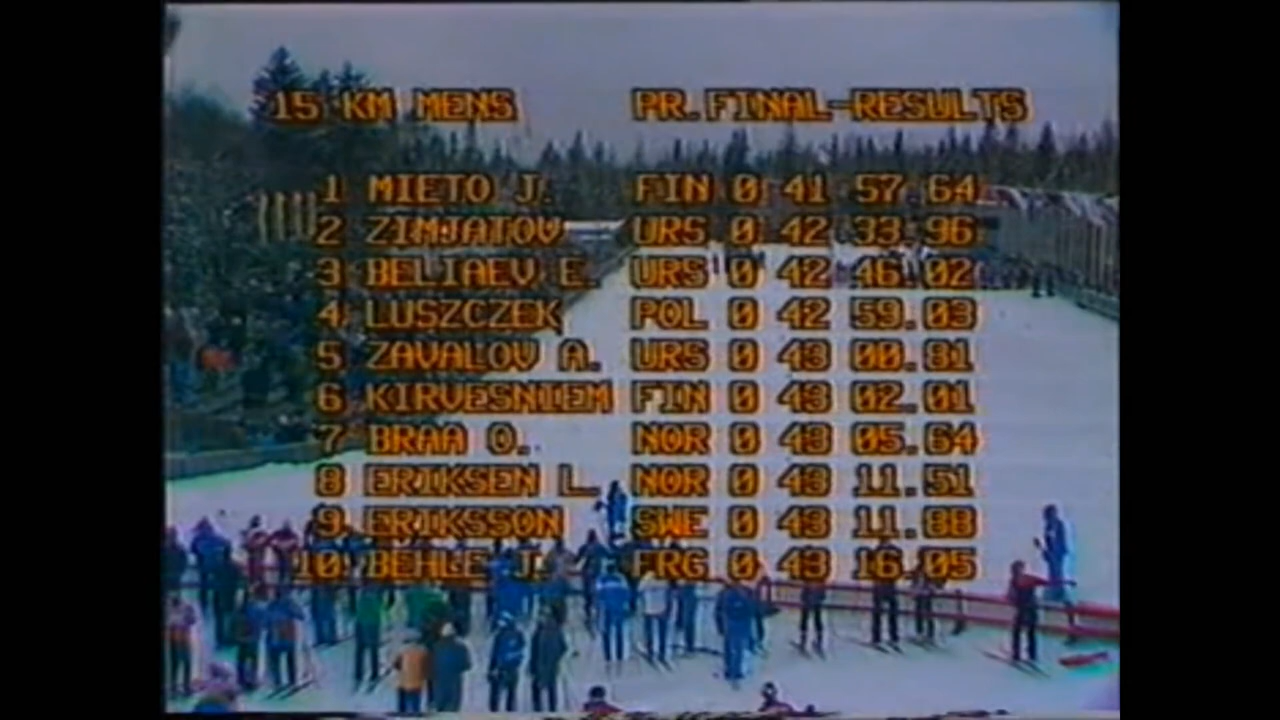 15 KM MENS PR.FINAL-RESULTS
1 MIETO J. FIN 0 41 57.64
2 ZIMJATOV URS 0 42 33.96
3 BELIAEV E. URS 0 42 46.02
4 LUSZCZEK POL 0 42 59.03
5 ZAVALOV A. URS 0 43 00.81
6 KIRVESNIEM FIN 0 43 02.01
7 BRAA O. NOR 0 43 05.64
8 ERIKSEN L. NOR 0 43 11.51
9 ERIKSSON SWE 0 43 11.88
10 BEHLE J. FRG 0 43 16.05